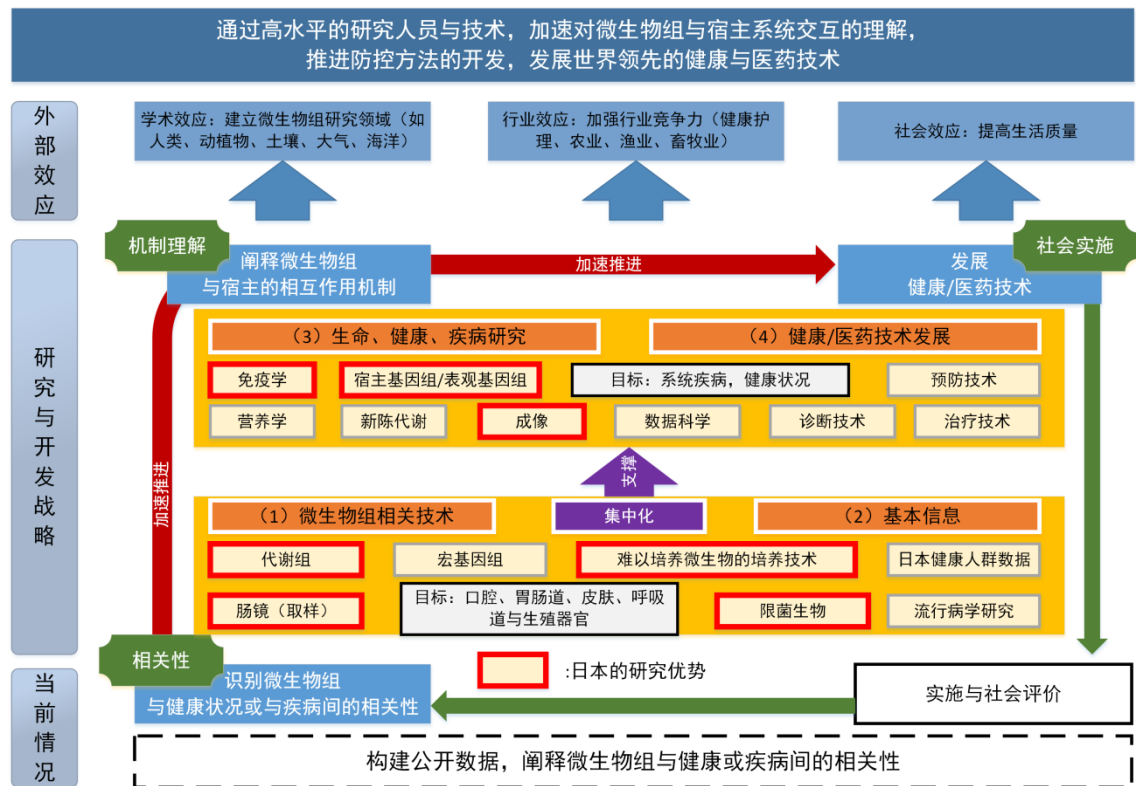 通过高水平的研究人员与技术，加速对微生物组与宿主系统交互的理解，
推进防控方法的开发，发展世界领先的健康与医药技术
外部效应
学术效应：建立微生物组研究领域（如
人类、动植物、土壤、大气、海洋）
行业效应：加强行业竞争力（健康护
理、农业、渔业、畜牧业）
社会效应：提高生活质量
研究与开发战略
机制理解
阐释微生物组
与宿主的相互作用机制
加速推进
社会实施
发展
健康/医药技术
加速推进
（3）生命、健康、疾病研究
（4）健康/医药技术发展
免疫学
宿主基因组/表观基因组
目标：系统疾病，健康状况
预防技术
营养学
新陈代谢
成像
数据科学
诊断技术
治疗技术
支撑
集中化
（1）微生物组相关技术
（2）基本信息
代谢组
宏基因组
难以培养微生物的培养技术
日本健康人群数据
肠镜（取样）
目标：口腔、胃肠道、皮肤、呼吸
道与生殖器官
限菌生物
流行病学研究
当前情况
相关性
识别微生物组
与健康状况或与疾病间的相关性
:日本的研究优势
实施与社会评价
构建公开数据，阐释微生物组与健康或疾病间的相关性